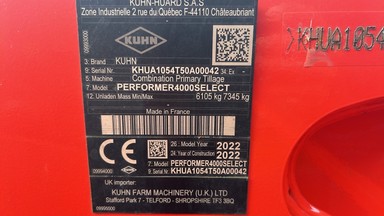 KUHN-HUARD S.A.S
Zone Industrielle 2 rue du Québec F-44110 Châteaubriant
KUHN
3: Brand KUHN
9: Serial Nr. KHUA1054T50A00042
5: Machine Combination Primary Tillage
7: Model PERFORMER4000SELECT
12: Unladen Mass Min/Max. 6105 kg 7345 kg
Made in France
26 : Model Year 2022
24: Year of Construction 2022
7: Model PERFORMER4000SELECT
9: Serial Nr. KHUA1054T50A00042
UK importer:
KUHN FARM MACHINERY (U.K.) LTD
Stafford Park 7 - TELFORD - SHROPSHIRE TF3 3BQ
KHUA1054